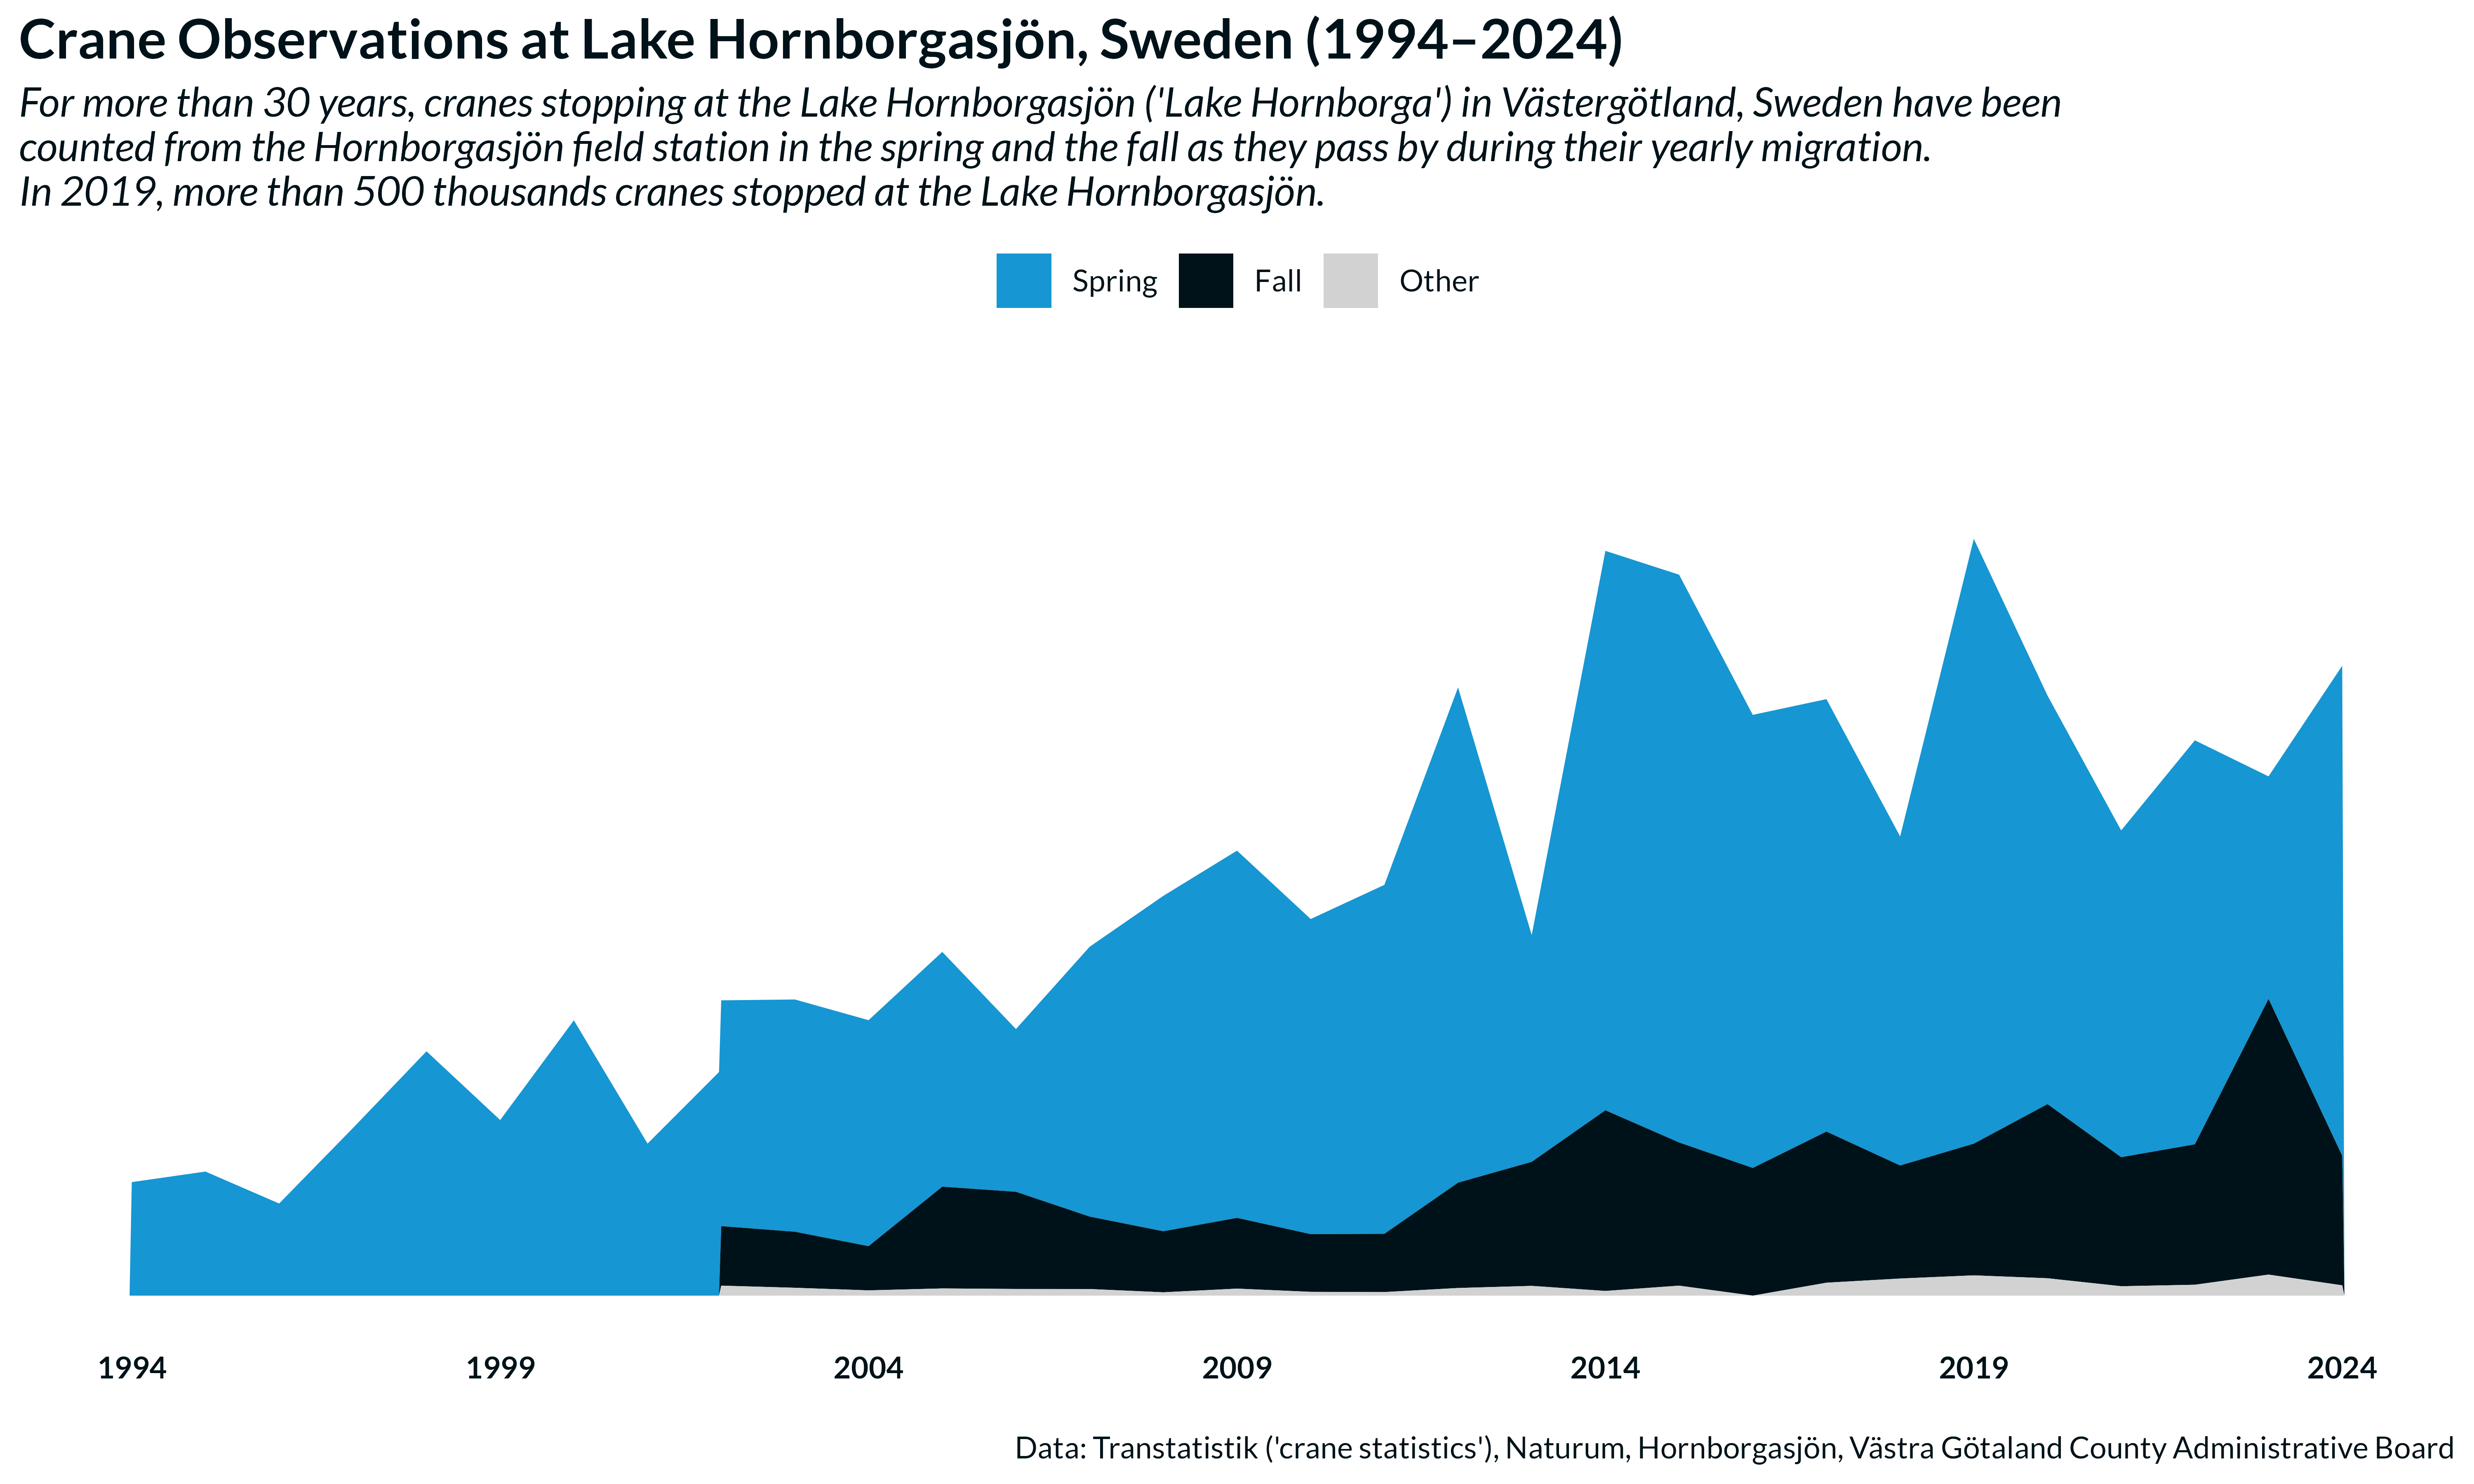 Crane Observations at Lake Hornborgasjön, Sweden (1994–2024)
For more than 30 years, cranes stopping at the Lake Hornborgasjön ('Lake Hornborga') in Västergötland, Sweden have been
counted from the Hornborgasjön field station in the spring and the fall as they pass by during their yearly migration.
In 2019, more than 500 thousands cranes stopped at the Lake Hornborgasjön.
Spring Fall Other
1994 1999 2004 2009 2014 2019 2024
Data: Transtatistik ('crane statistics'), Naturum, Hornborgasjön, Västra Götaland County Administrative Board